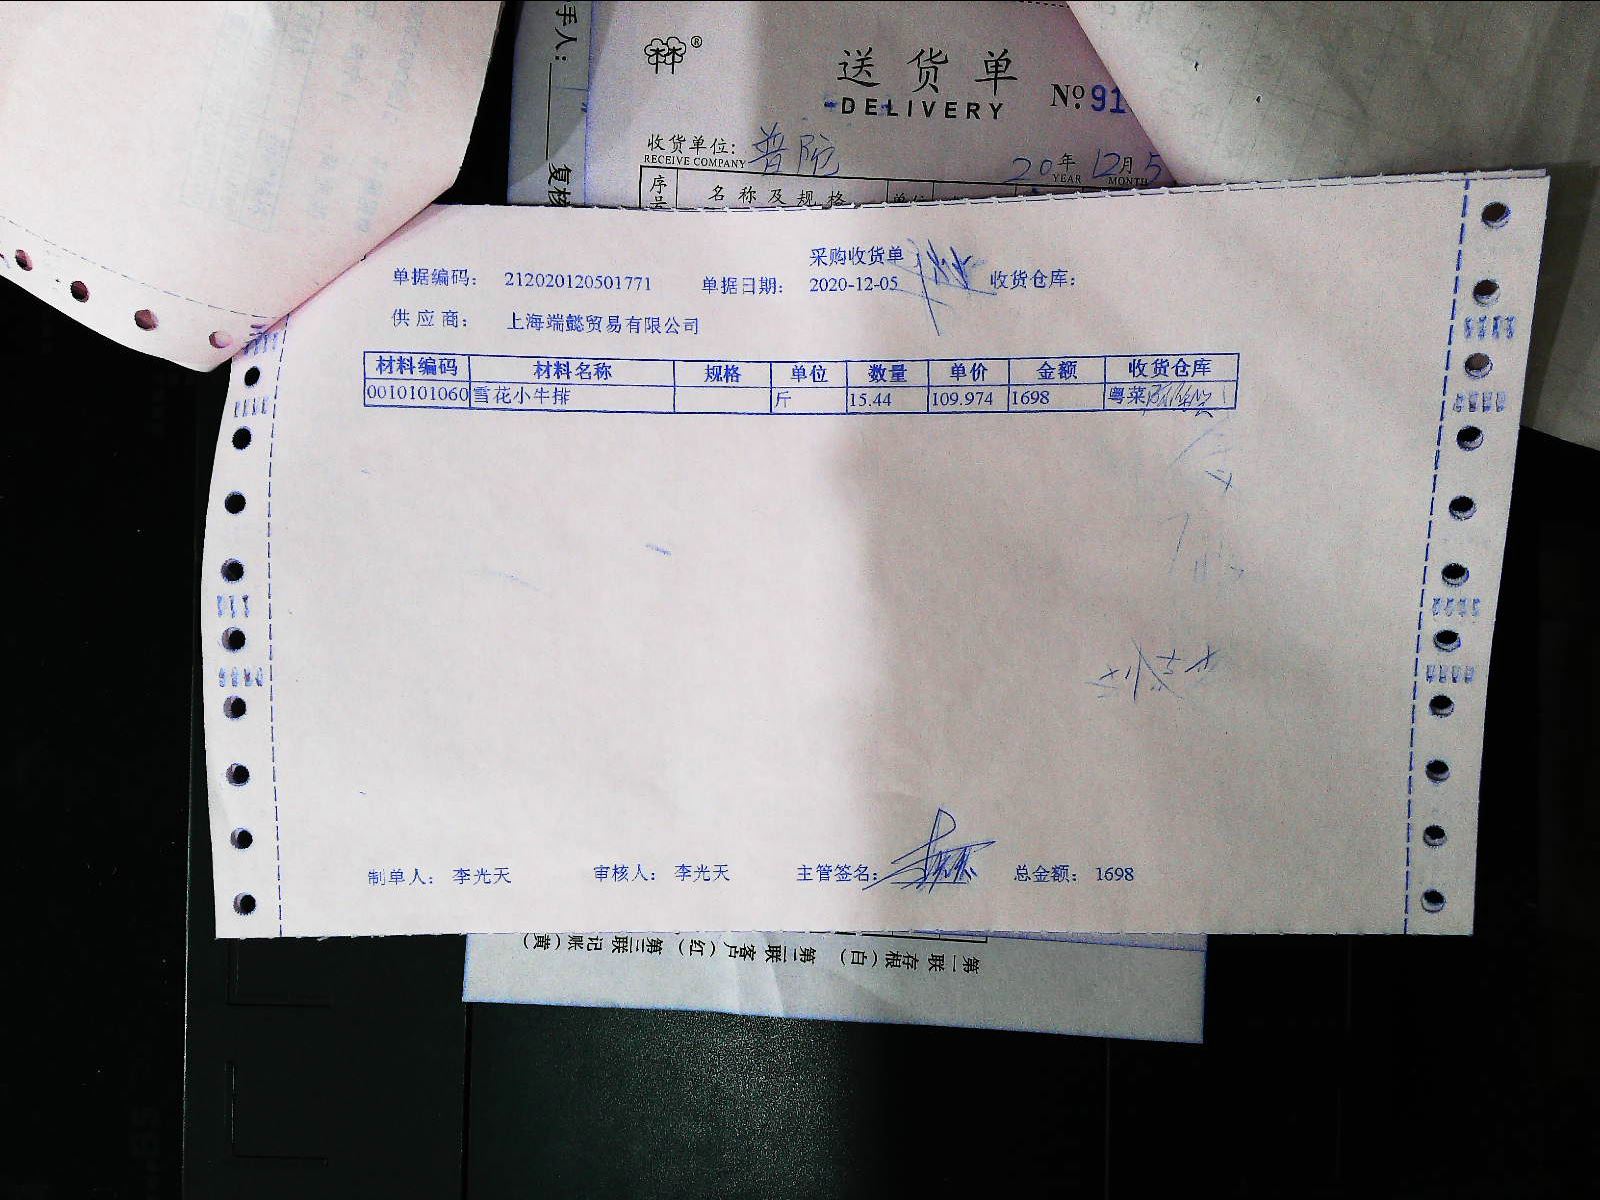 手人：
复核
®
送货单
DELIVERY
No. 91
收货单位：普陀
RECEIVE COMPANY
20年12月5
YEAR MONTH
序号 名称及规格 单位
采购收货单
单据编码： 212020120501771 单据日期： 2020-12-05 收货仓库：
供应商： 上海端懿贸易有限公司
材料编码 材料名称 规格 单位 数量 单价 金额 收货仓库
0010101060 雪花小牛排 斤 15.44 109.974 1698 粤菜
制单人： 李光天 审核人： 李光天 主管签名： 总金额： 1698
第一联存根（白） 第二联客户（红） 第三联记账（黄）